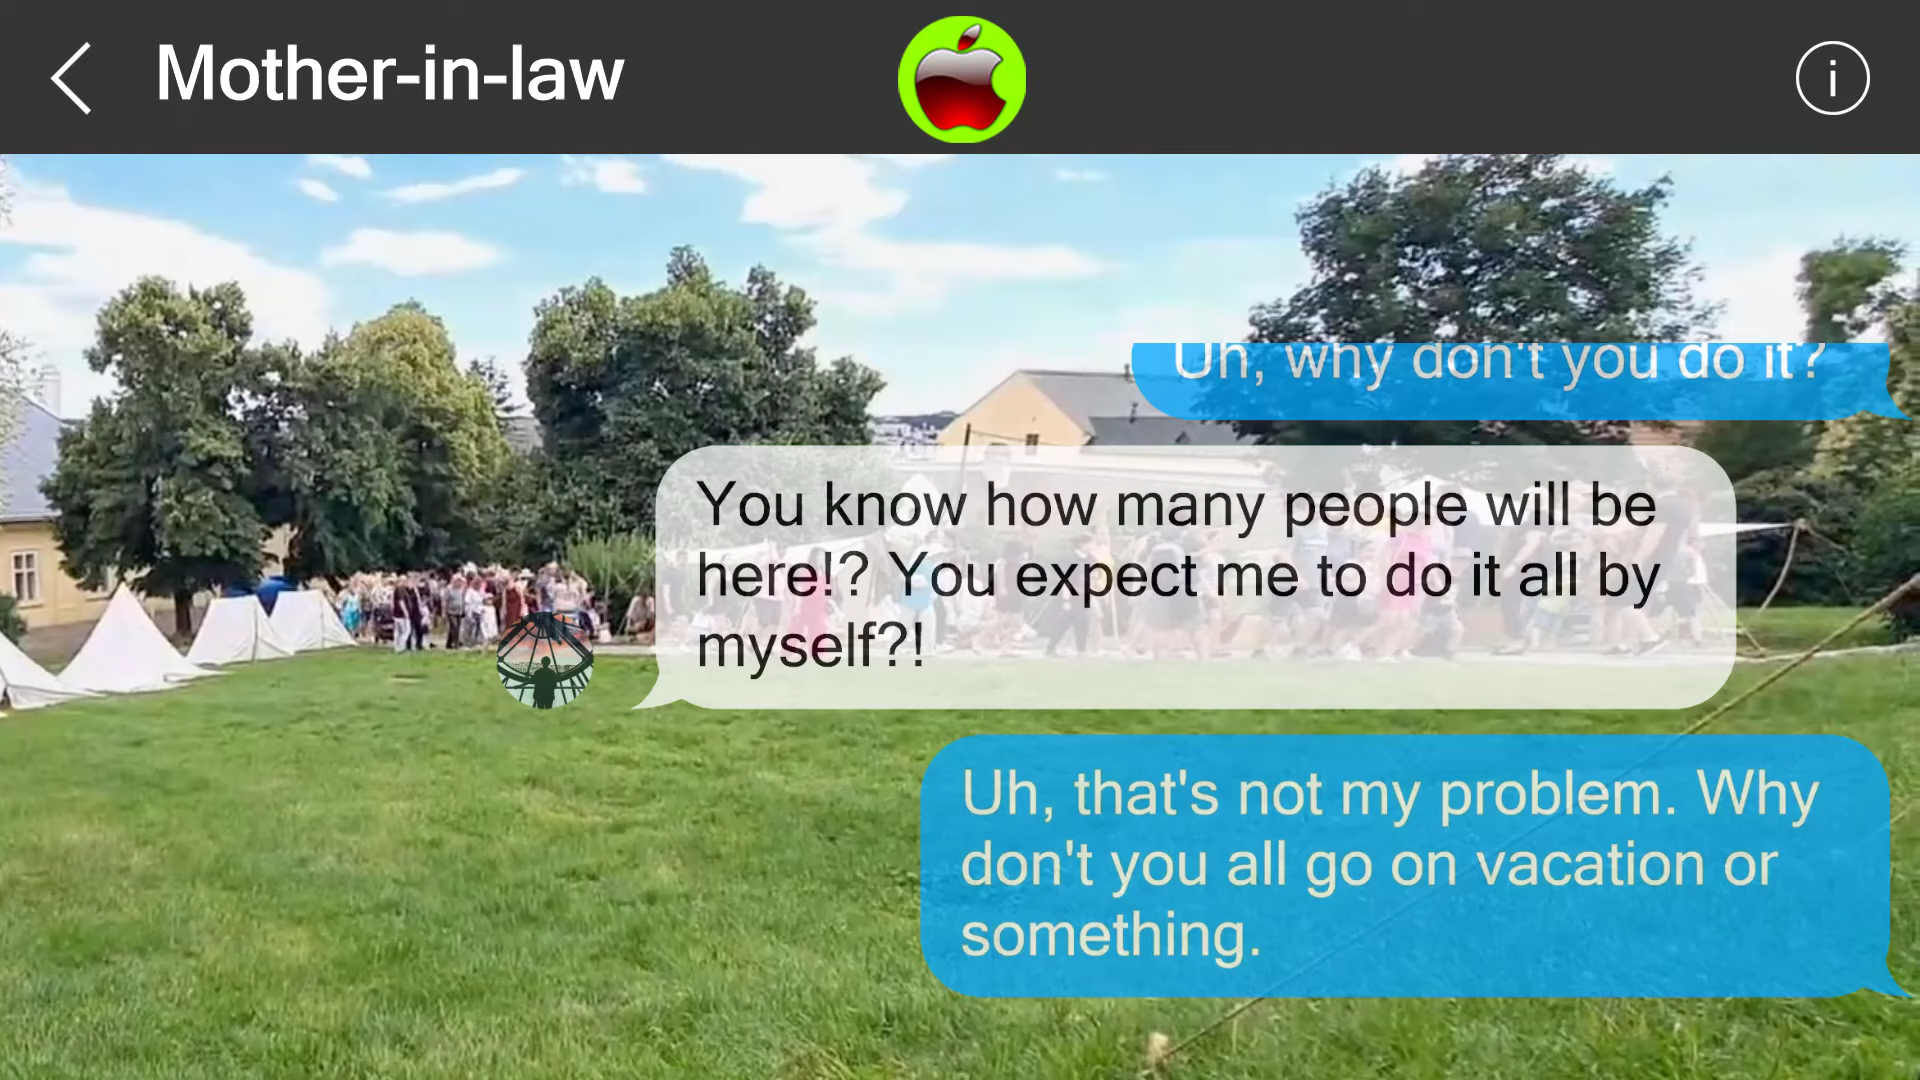 Mother-in-law
Uh, why don't you do it?
You know how many people will be
here!? You expect me to do it all by
myself?!
Uh, that's not my problem. Why
don't you all go on vacation or
something.